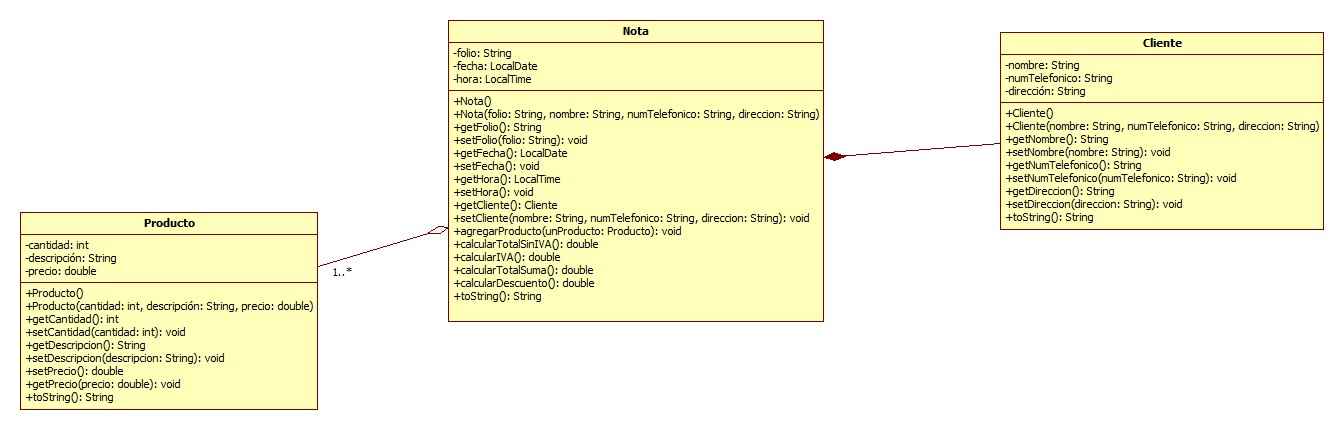 Nota
-folio: String
-fecha: LocalDate
-hora: LocalTime
+Nota()
+Nota(folio: String, nombre: String, numTelefonico: String, direccion: String)
+getFolio(): String
+setFolio(folio: String): void
+getFecha(): LocalDate
+setFecha(): void
+getHora(): LocalTime
+setHora(): void
+getCliente(): Cliente
+setCliente(nombre: String, numTelefonico: String, direccion: String): void
+agregarProducto(unProducto: Producto): void
+calcularTotalSinIVA(): double
+calcularIVA(): double
+calcularTotalSuma(): double
+calcularDescuento(): double
+toString(): String
Cliente
-nombre: String
-numTelefonico: String
-dirección: String
+Cliente()
+Cliente(nombre: String, numTelefonico: String, direccion: String)
+getNombre(): String
+setNombre(nombre: String): void
+getNumTelefonico(): String
+setNumTelefonico(numTelefonico: String): void
+getDireccion(): String
+setDireccion(direccion: String): void
+toString(): String
Producto
-cantidad: int
-descripción: String
-precio: double
+Producto()
+Producto(cantidad: int, descripción: String, precio: double)
+getCantidad(): int
+setCantidad(cantidad: int): void
+getDescripcion(): String
+setDescripcion(descripcion: String): void
+setPrecio(): double
+getPrecio(precio: double): void
+toString(): String
1..*